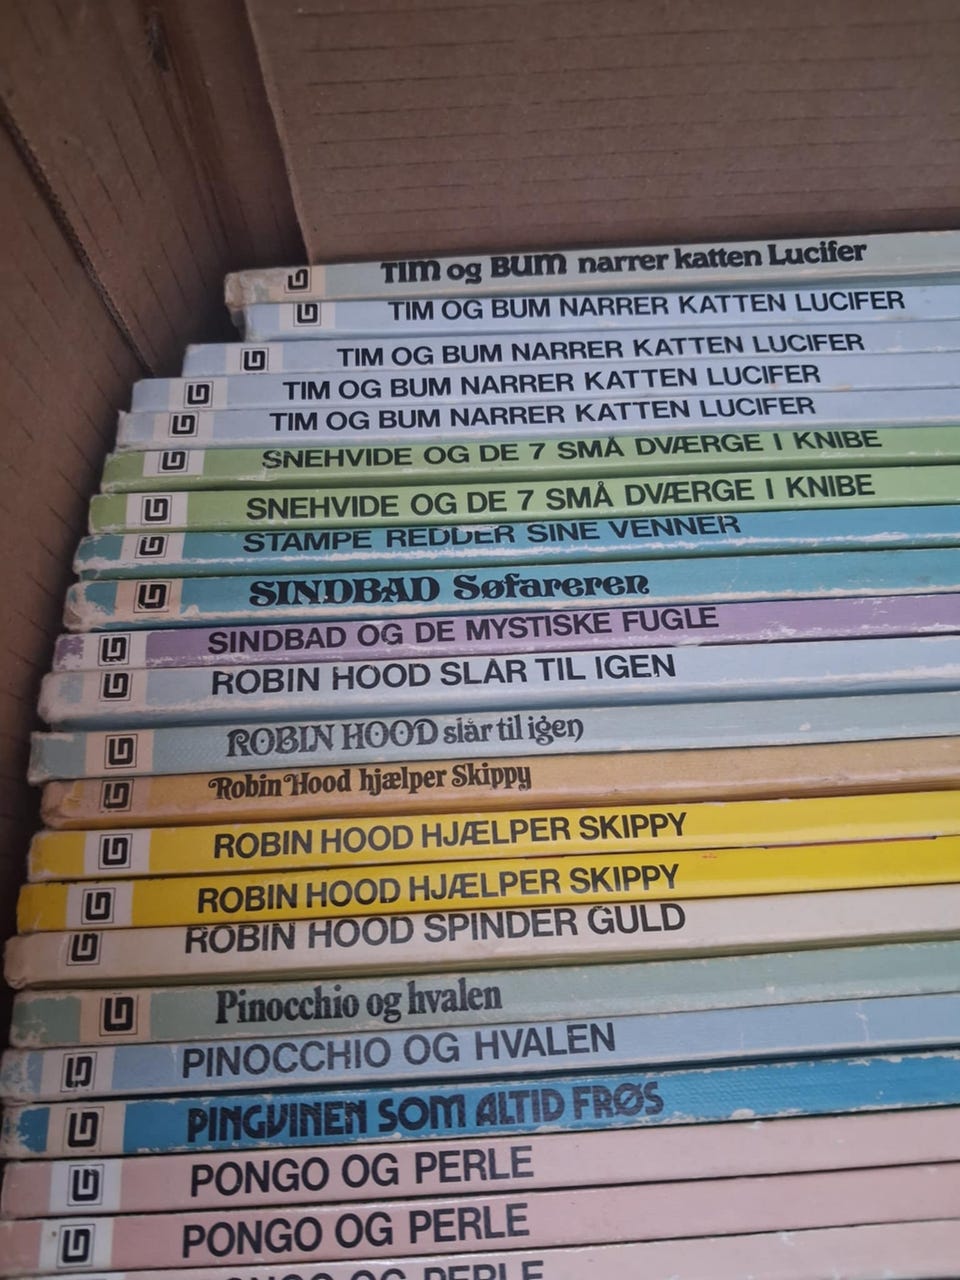 G TIM og BUM narrer katten Lucifer
G TIM OG BUM NARRER KATTEN LUCIFER
G TIM OG BUM NARRER KATTEN LUCIFER
G TIM OG BUM NARRER KATTEN LUCIFER
G TIM OG BUM NARRER KATTEN LUCIFER
G SNEHVIDE OG DE 7 SMÅ DVÆRGE I KNIBE
G SNEHVIDE OG DE 7 SMÅ DVÆRGE I KNIBE
G STAMPE REDDER SINE VENNER
G SINDBAD Søfareren
G SINDBAD OG DE MYSTISKE FUGLE
G ROBIN HOOD SLÅR TIL IGEN
G ROBIN HOOD slår til igen
G Robin Hood hjælper Skippy
G ROBIN HOOD HJÆLPER SKIPPY
G ROBIN HOOD HJÆLPER SKIPPY
G ROBIN HOOD SPINDER GULD
G Pinocchio og hvalen
G PINOCCHIO OG HVALEN
G PINGVINEN SOM ALTID FRØS
G PONGO OG PERLE
G PONGO OG PERLE
PONGO OG PERLE